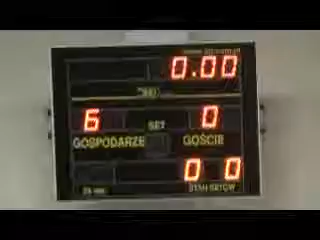 0.00
6 SET 0
GOSPODARZE GOŚCIE
0 0
STAN SETÓW